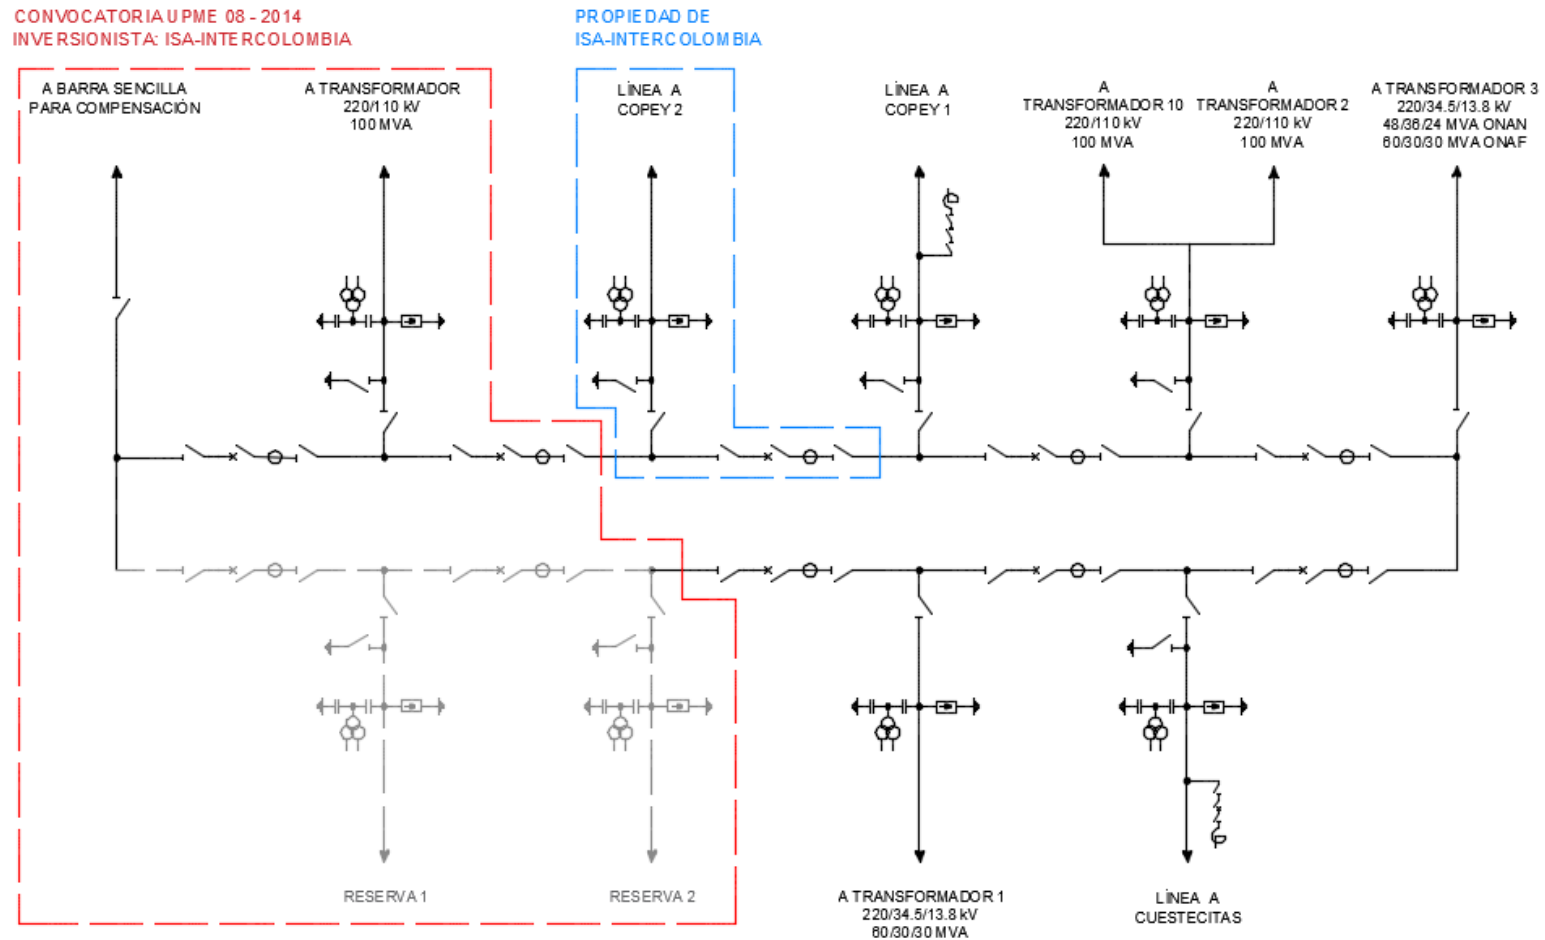 CONVOCATORIA UPME 08 - 2014
INVERSIONISTA: ISA-INTERCOLOMBIA
PROPIEDAD DE
ISA-INTERCOLOMBIA
A BARRA SENCILLA
PARA COMPENSACIÓN
A TRANSFORMADOR
220/110 kV
100 MVA
LÍNEA A
COPEY 2
LÍNEA A
COPEY 1
A
TRANSFORMADOR 10
220/110 kV
100 MVA
A
TRANSFORMADOR 2
220/110 kV
100 MVA
A TRANSFORMADOR 3
220/34.5/13.8 kV
48/36/24 MVA ONAN
60/30/30 MVA ONAF
RESERVA 1
RESERVA 2
A TRANSFORMADOR 1
220/34.5/13.8 kV
60/30/30 MVA
LÍNEA A
CUESTECITAS